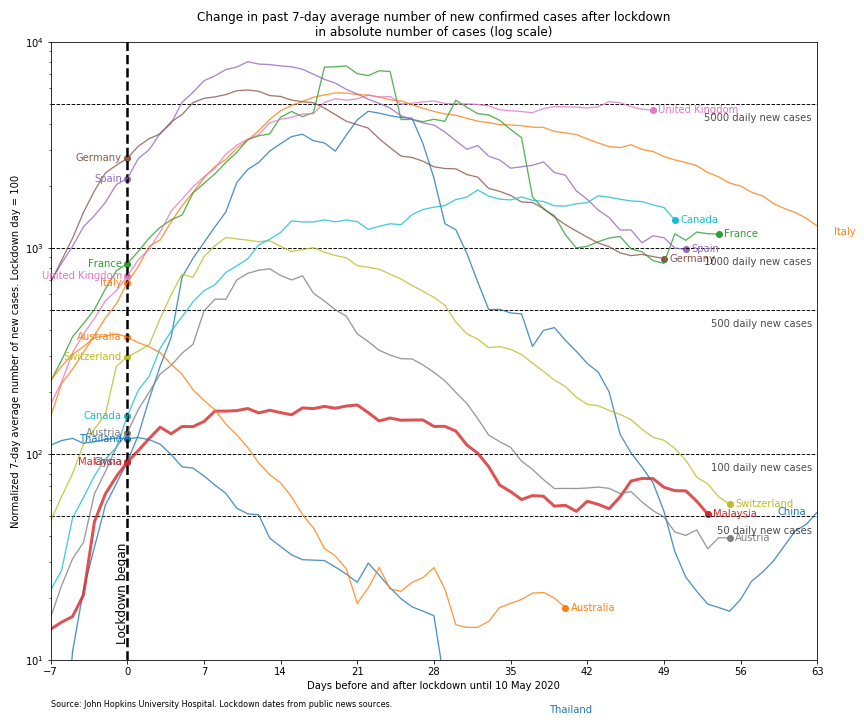 Change in past 7-day average number of new confirmed cases after lockdown
in absolute number of cases (log scale)
Normalized 7-day average number of new cases. Lockdown day = 100
10⁴
10³
10²
10¹
Germany
Spain
France
United Kingdom
Italy
Australia
Switzerland
Canada
Austria
Thailand
Malaysia
Lockdown began
United Kingdom
5000 daily new cases
Canada
France
Italy
Spain
Germany
1000 daily new cases
500 daily new cases
100 daily new cases
Switzerland
China
Malaysia
50 daily new cases
Austria
Australia
−7 0 7 14 21 28 35 42 49 56 63
Days before and after lockdown until 10 May 2020
Source: John Hopkins University Hospital. Lockdown dates from public news sources.
Thailand